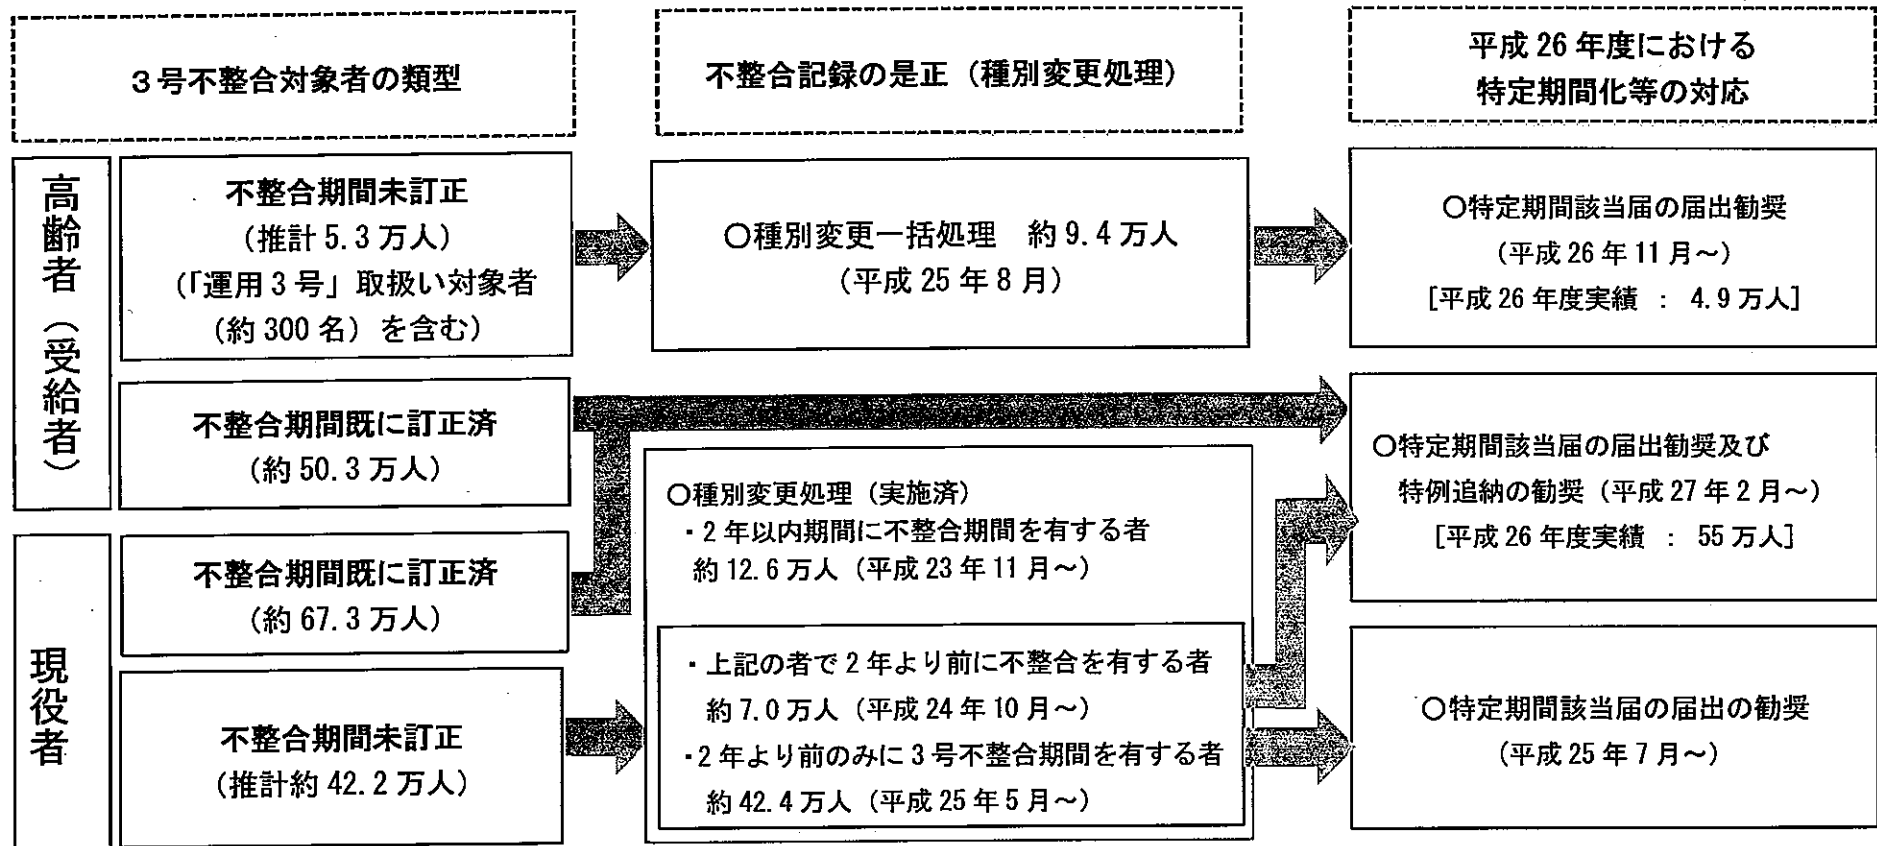 3号不整合対象者の類型
不整合記録の是正（種別変更処理）
平成26年度における
特定期間化等の対応
高齢者（受給者）
不整合期間未訂正
（推計5.3万人）
（「運用3号」取扱い対象者
（約300名）を含む）
○種別変更一括処理　約9.4万人
（平成25年8月）
○特定期間該当届の届出勧奨
（平成26年11月～）
[平成26年度実績 ： 4.9万人]
不整合期間既に訂正済
（約50.3万人）
○特定期間該当届の届出勧奨及び
特例追納の勧奨（平成27年2月～）
[平成26年度実績 ： 55万人]
現役者
不整合期間既に訂正済
（約67.3万人）
不整合期間未訂正
（推計約42.2万人）
○種別変更処理（実施済）
・2年以内期間に不整合期間を有する者
約12.6万人（平成23年11月～）
・上記の者で2年より前に不整合を有する者
約7.0万人（平成24年10月～）
・2年より前のみに3号不整合期間を有する者
約42.4万人（平成25年5月～）
○特定期間該当届の届出の勧奨
（平成25年7月～）